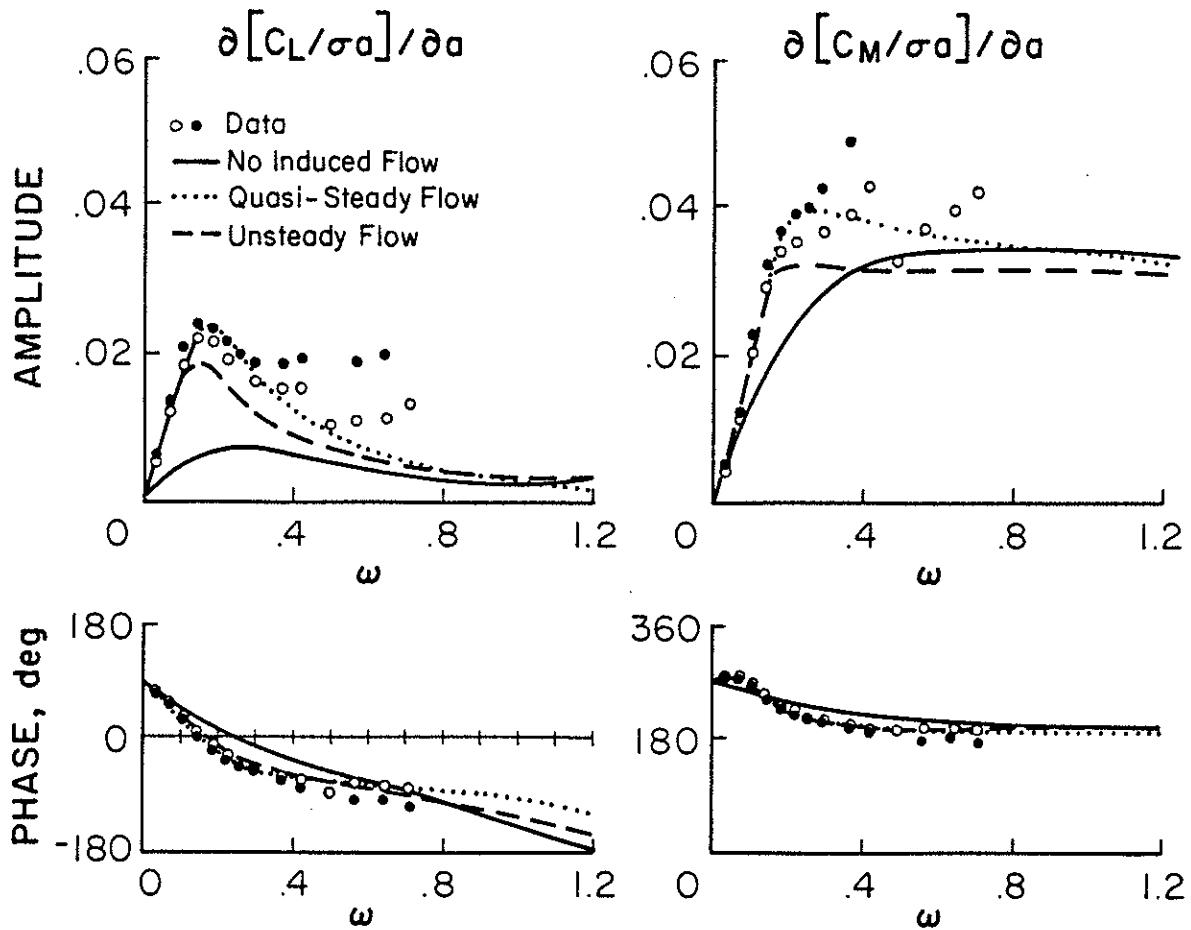 ∂[C_L/σa]/∂a
∂[C_M/σa]/∂a
AMPLITUDE
.06
.04
.02
0
.4
.8
1.2
ω
○ ● Data
No Induced Flow
Quasi-Steady Flow
Unsteady Flow
.06
.04
.02
0
.4
.8
1.2
ω
PHASE, deg
180
0
-180
0
.4
.8
1.2
ω
360
180
0
.4
.8
1.2
ω